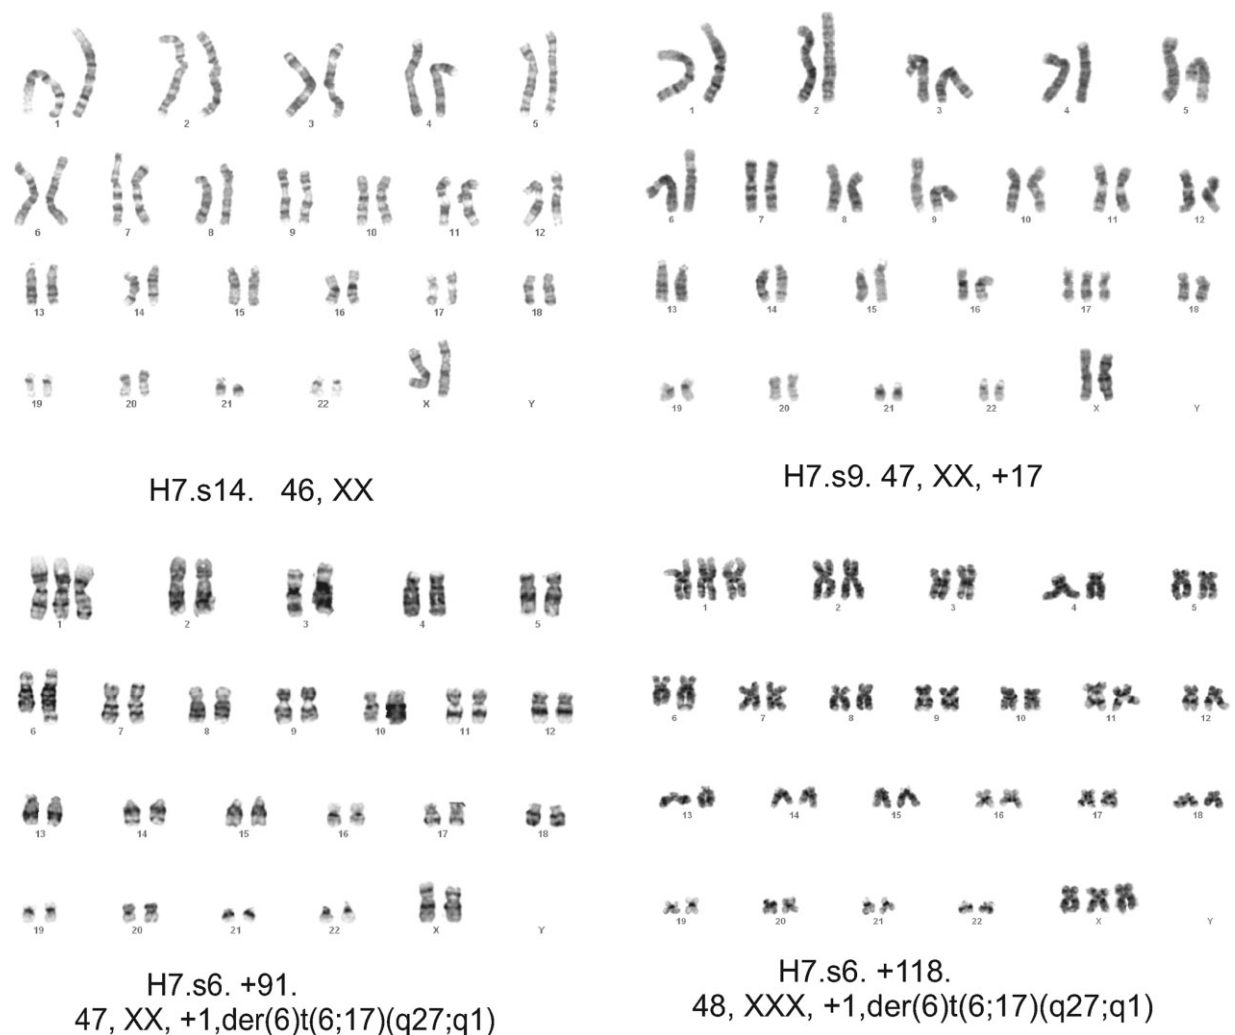 1 2 3 4 5
6 7 8 9 10 11 12
13 14 15 16 17 18
19 20 21 22 X Y
H7.s14. 46, XX
1 2 3 4 5
6 7 8 9 10 11 12
13 14 15 16 17 18
19 20 21 22 X Y
H7.s9. 47, XX, +17
1 2 3 4 5
6 7 8 9 10 11 12
13 14 15 16 17 18
19 20 21 22 X Y
H7.s6. +91.
47, XX, +1,der(6)t(6;17)(q27;q1)
1 2 3 4 5
6 7 8 9 10 11 12
13 14 15 16 17 18
19 20 21 22 X Y
H7.s6. +118.
48, XXX, +1,der(6)t(6;17)(q27;q1)